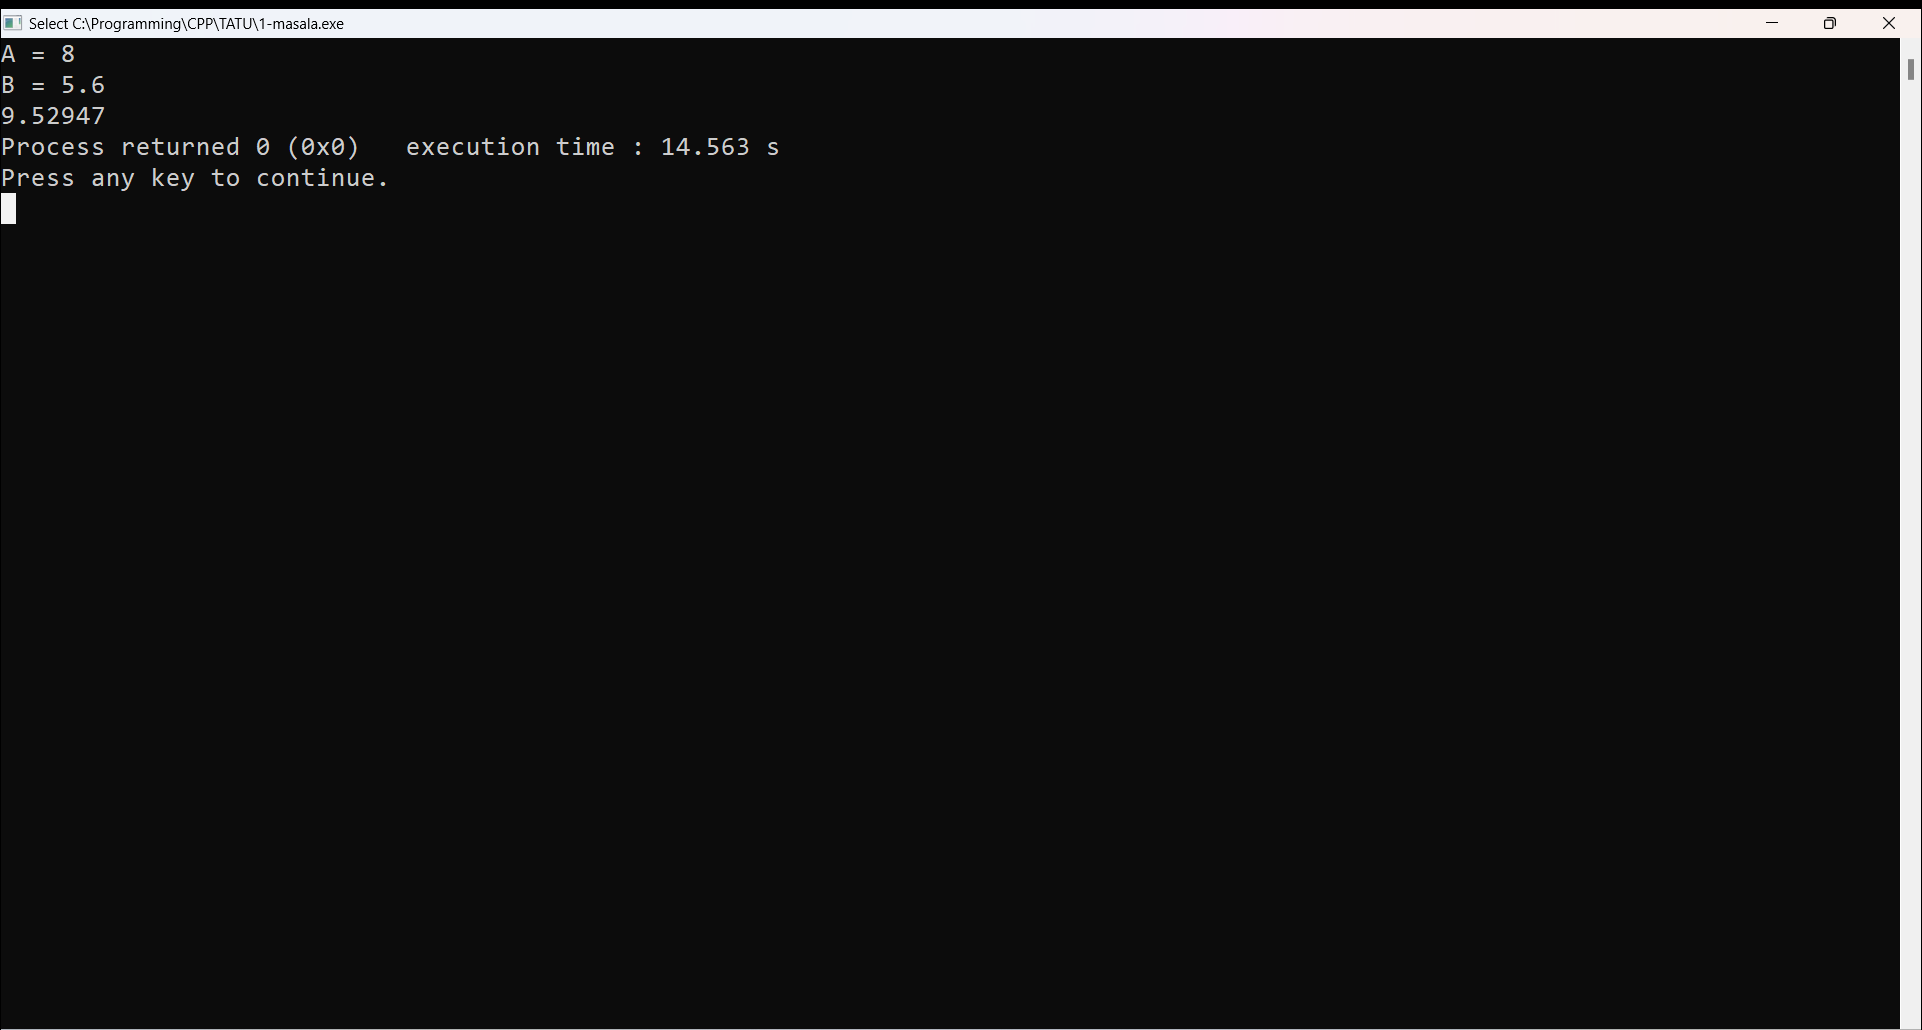 Select C:\Programming\CPP\TATU\1-masala.exe
A = 8
B = 5.6
9.52947
Process returned 0 (0x0)   execution time : 14.563 s
Press any key to continue.